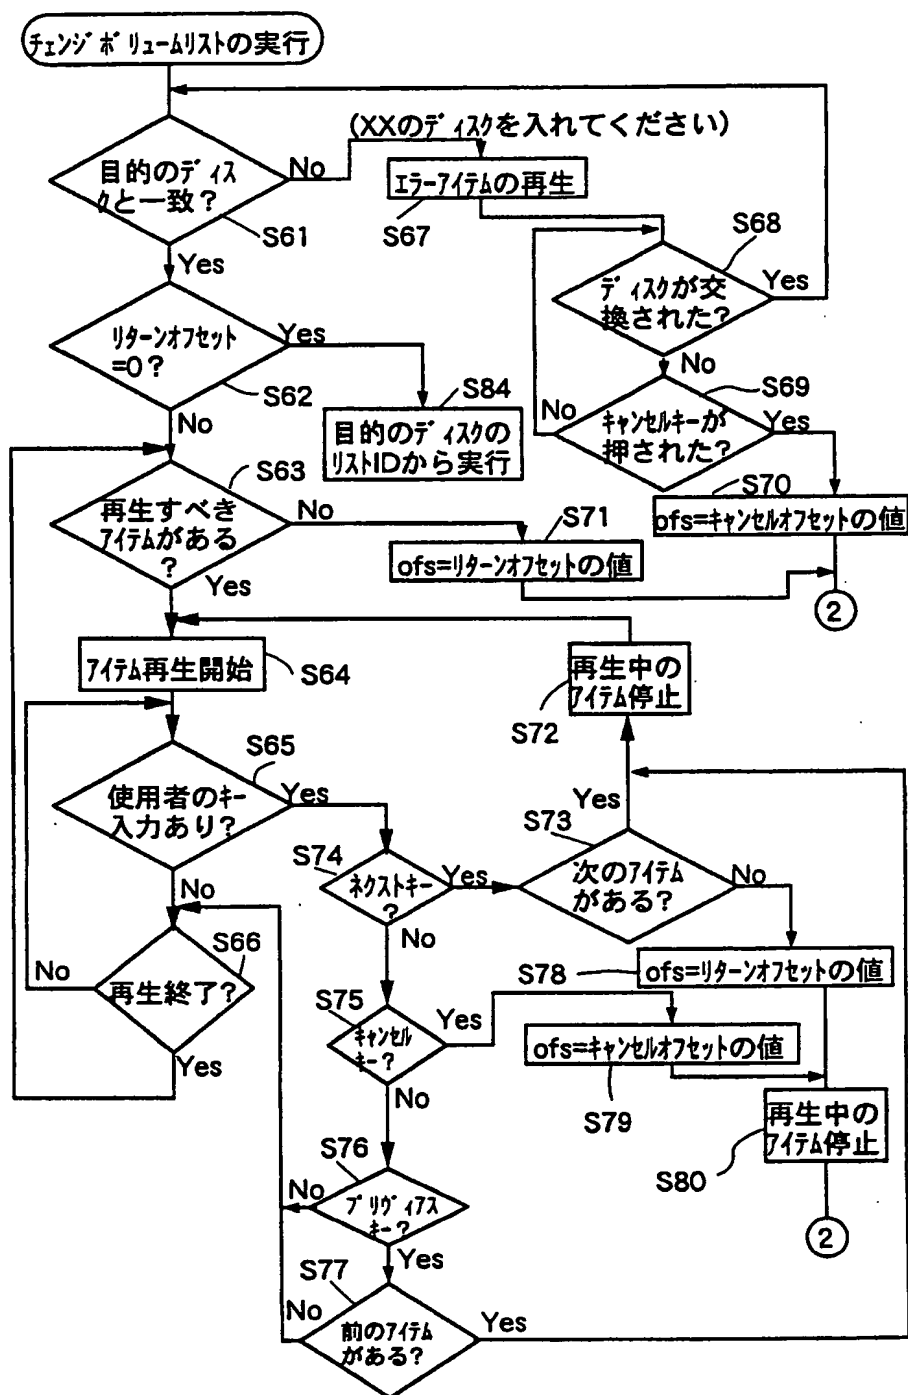 チェンジボリュームリストの実行
(XXのディスクを入れてください)
目的のディス
クと一致?
No
S61
Yes
エラーアイテムの再生
S67
S68
ディスクが交
換された?
Yes
No
リターンオフセット
=0?
Yes
S62
No
S84
目的のディスクの
リストIDから実行
S69
キャンセルキーが
押された?
No
Yes
S70
ofs=キャンセルオフセットの値
2
S63
再生すべき
アイテムがある
?
No
Yes
S71
ofs=リターンオフセットの値
アイテム再生開始
S64
再生中の
アイテム停止
S72
S65
使用者のキー
入力あり?
Yes
No
S66
再生終了?
No
Yes
S74
ネクストキー
?
Yes
No
S73
次のアイテム
がある?
Yes
No
S78
ofs=リターンオフセットの値
S75
キャンセル
キー?
Yes
No
ofs=キャンセルオフセットの値
S79
再生中の
アイテム停止
S80
2
S76
プリヴィアス
キー?
No
Yes
S77
前のアイテム
がある?
No
Yes